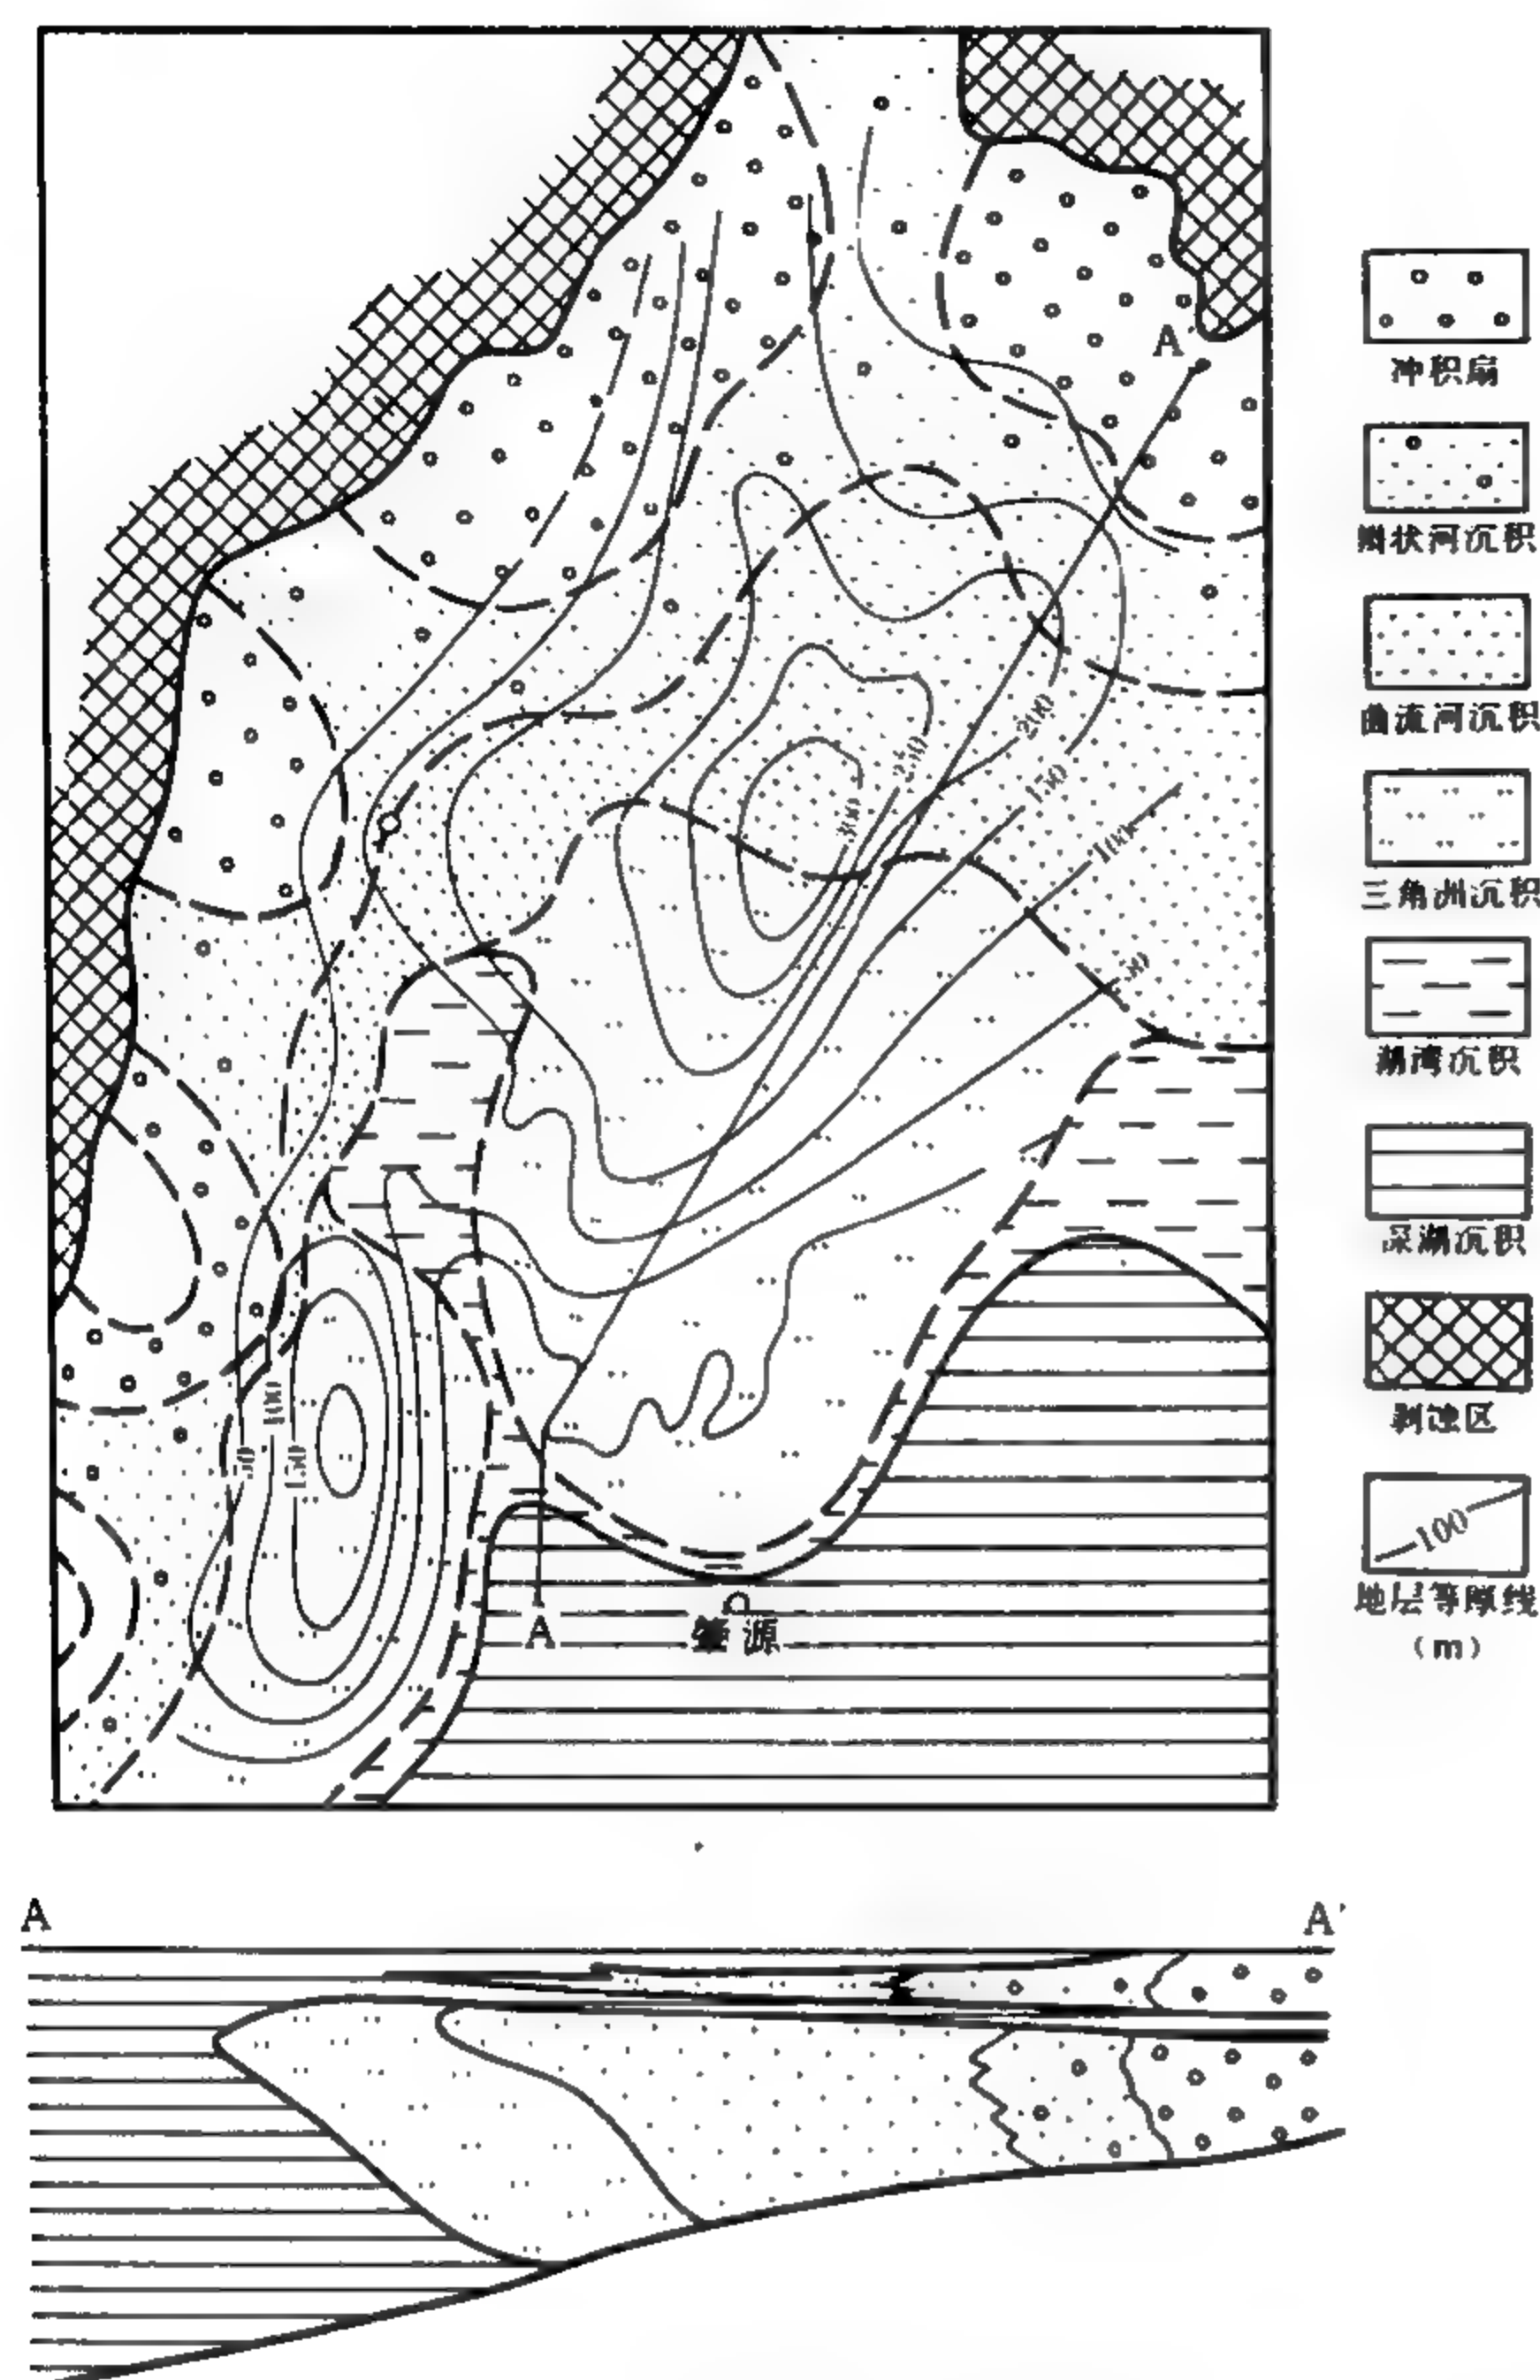 A'
200
250
150
300
100
50
100
50
150
A
肇源
冲积扇
辫状河沉积
曲流河沉积
三角洲沉积
湖湾沉积
深湖沉积
剥蚀区
100
地层等厚线
(m)
A
A'